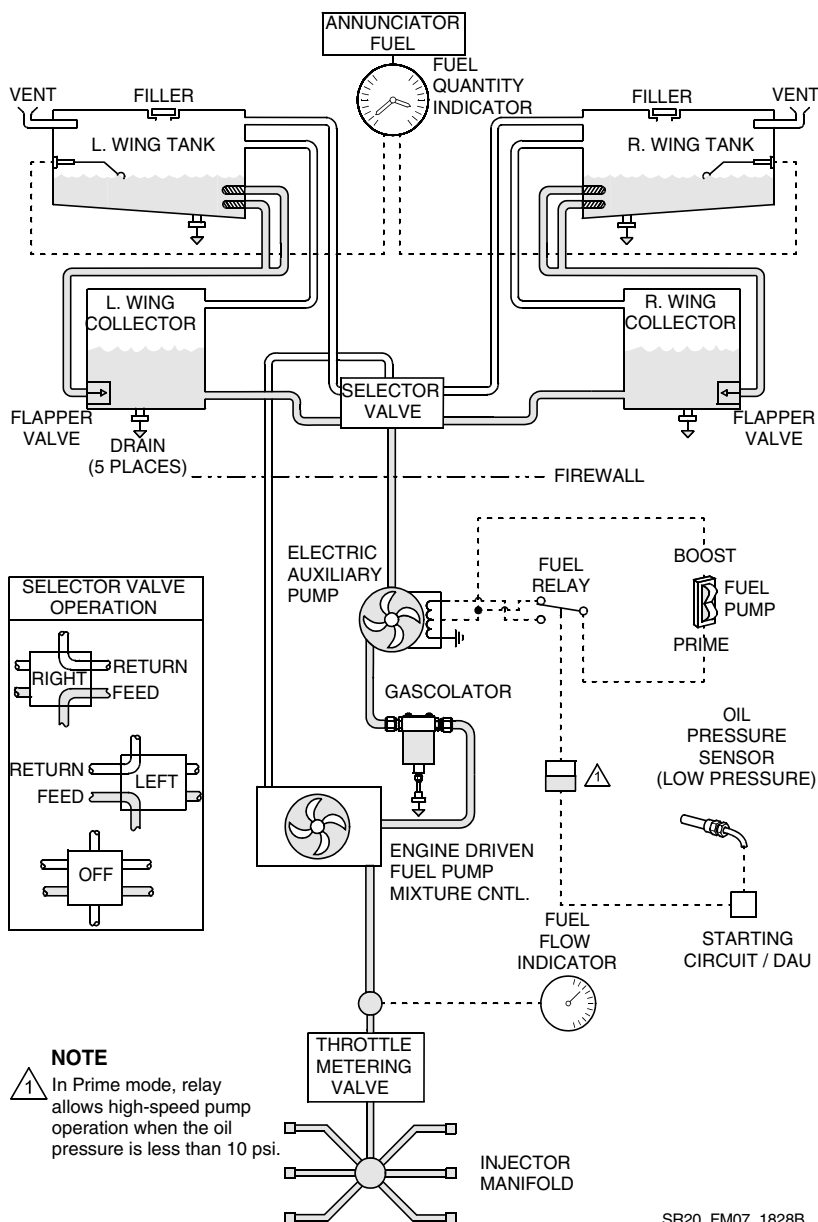 ANNUNCIATOR
FUEL
FUEL
QUANTITY
INDICATOR
VENT
FILLER
L. WING TANK
FILLER
VENT
R. WING TANK
L. WING
COLLECTOR
R. WING
COLLECTOR
SELECTOR
VALVE
FLAPPER
VALVE
DRAIN
(5 PLACES)
FLAPPER
VALVE
FIREWALL
ELECTRIC
AUXILIARY
PUMP
FUEL
RELAY
BOOST
FUEL
PUMP
PRIME
SELECTOR VALVE
OPERATION
RIGHT
RETURN
FEED
RETURN
FEED
LEFT
OFF
GASCOLATOR
1
OIL
PRESSURE
SENSOR
(LOW PRESSURE)
ENGINE DRIVEN
FUEL PUMP
MIXTURE CNTL.
STARTING
CIRCUIT / DAU
FUEL
FLOW
INDICATOR
THROTTLE
METERING
VALVE
NOTE
1
In Prime mode, relay
allows high-speed pump
operation when the oil
pressure is less than 10 psi.
INJECTOR
MANIFOLD
SR20_FM07_1828B